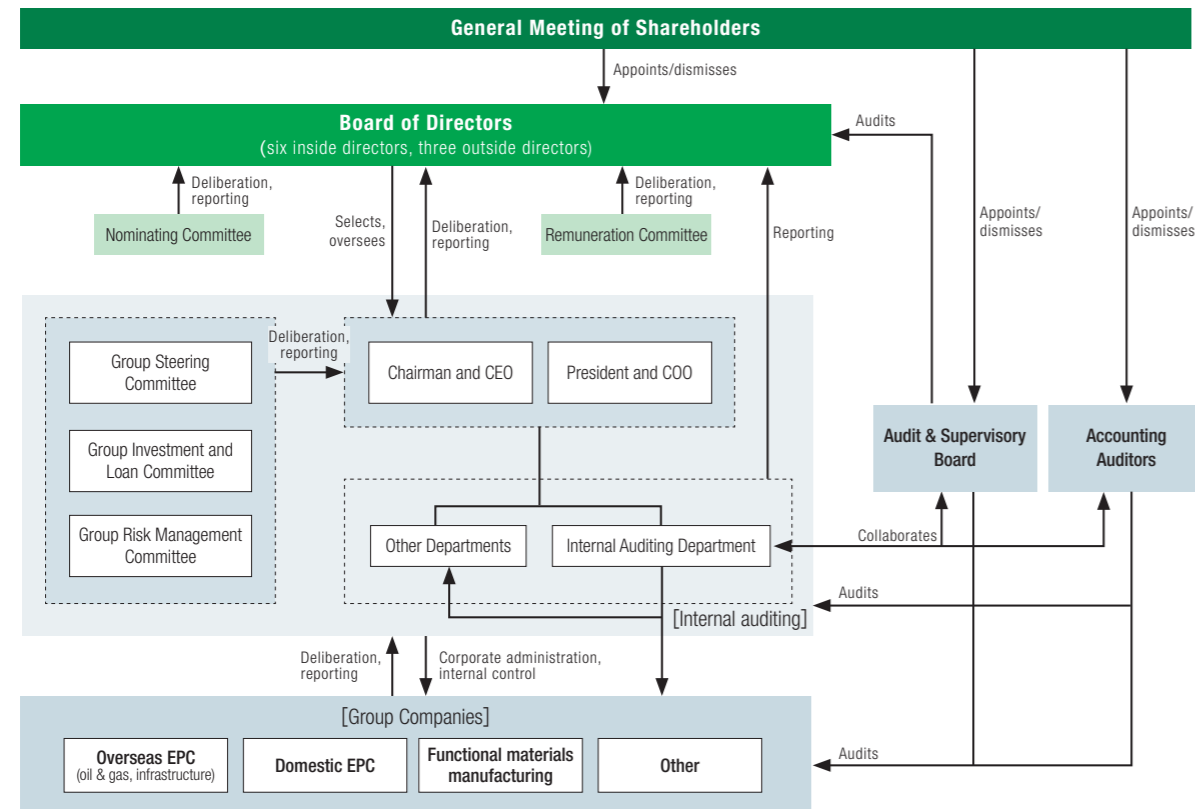 General Meeting of Shareholders
Appoints/dismisses
Board of Directors
(six inside directors, three outside directors)
Audits
Deliberation,
reporting
Nominating Committee
Selects,
oversees
Deliberation,
reporting
Deliberation,
reporting
Remuneration Committee
Reporting
Appoints/
dismisses
Appoints/
dismisses
Group Steering
Committee
Group Investment and
Loan Committee
Group Risk Management
Committee
Deliberation,
reporting
Chairman and CEO
President and COO
Audit & Supervisory
Board
Accounting
Auditors
Other Departments
Internal Auditing Department
Collaborates
Audits
[Internal auditing]
Deliberation,
reporting
Corporate administration,
internal control
[Group Companies]
Overseas EPC
(oil & gas, infrastructure)
Domestic EPC
Functional materials
manufacturing
Other
Audits